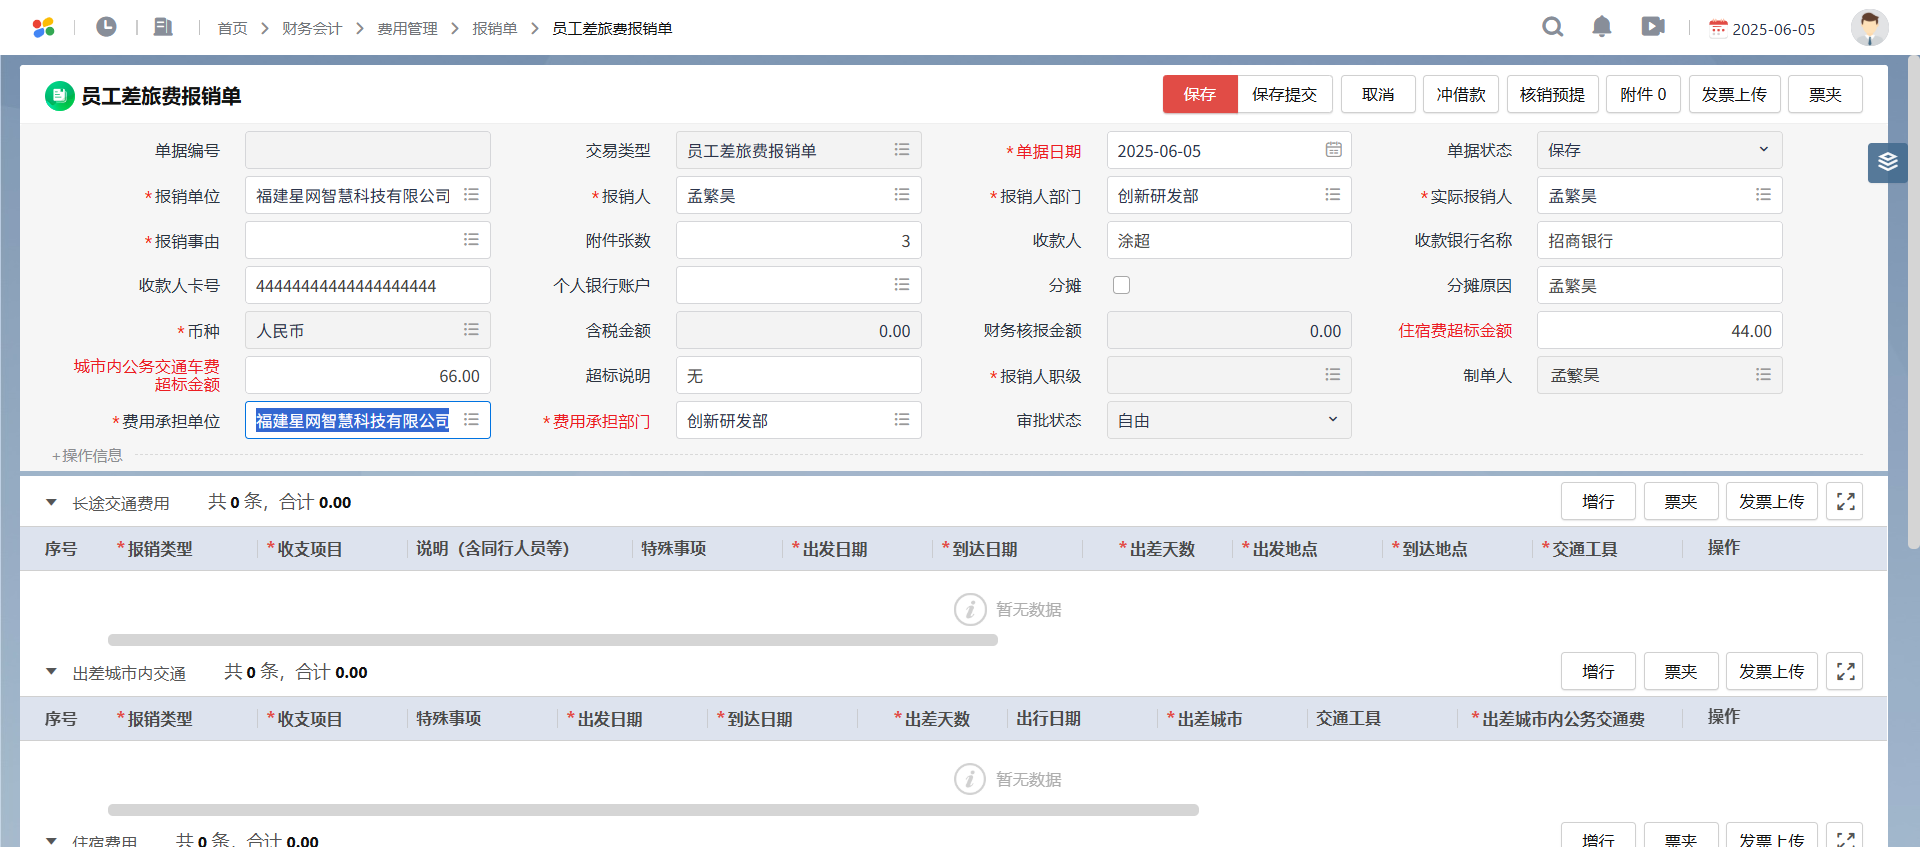 首页 > 财务会计 > 费用管理 > 报销单 > 员工差旅费报销单 2025-06-05
员工差旅费报销单 保存 保存提交 取消 冲借款 核销预提 附件 0 发票上传 票夹
单据编号 交易类型 员工差旅费报销单 *单据日期 2025-06-05 单据状态 保存
*报销单位 福建星网智慧科技有限公司 *报销人 孟繁昊 *报销人部门 创新研发部 *实际报销人 孟繁昊
*报销事由 附件张数 3 收款人 涂超 收款银行名称 招商银行
收款人卡号 44444444444444444444 个人银行账户 分摊 分摊原因 孟繁昊
*币种 人民币 含税金额 0.00 财务核报金额 0.00 住宿费超标金额 44.00
城市内公务交通车费
超标金额 66.00 超标说明 无 *报销人职级 制单人 孟繁昊
*费用承担单位 福建星网智慧科技有限公司 *费用承担部门 创新研发部 审批状态 自由
+操作信息
长途交通费用 共 0 条，合计 0.00 增行 票夹 发票上传
序号 *报销类型 *收支项目 说明（含同行人员等） 特殊事项 *出发日期 *到达日期 *出差天数 *出发地点 *到达地点 *交通工具 操作
暂无数据
出差城市内交通 共 0 条，合计 0.00 增行 票夹 发票上传
序号 *报销类型 *收支项目 特殊事项 *出发日期 *到达日期 *出差天数 出行日期 *出差城市 交通工具 *出差城市内公务交通费 操作
暂无数据
住宿费用 共 0 条，合计 0.00 增行 票夹 发票上传